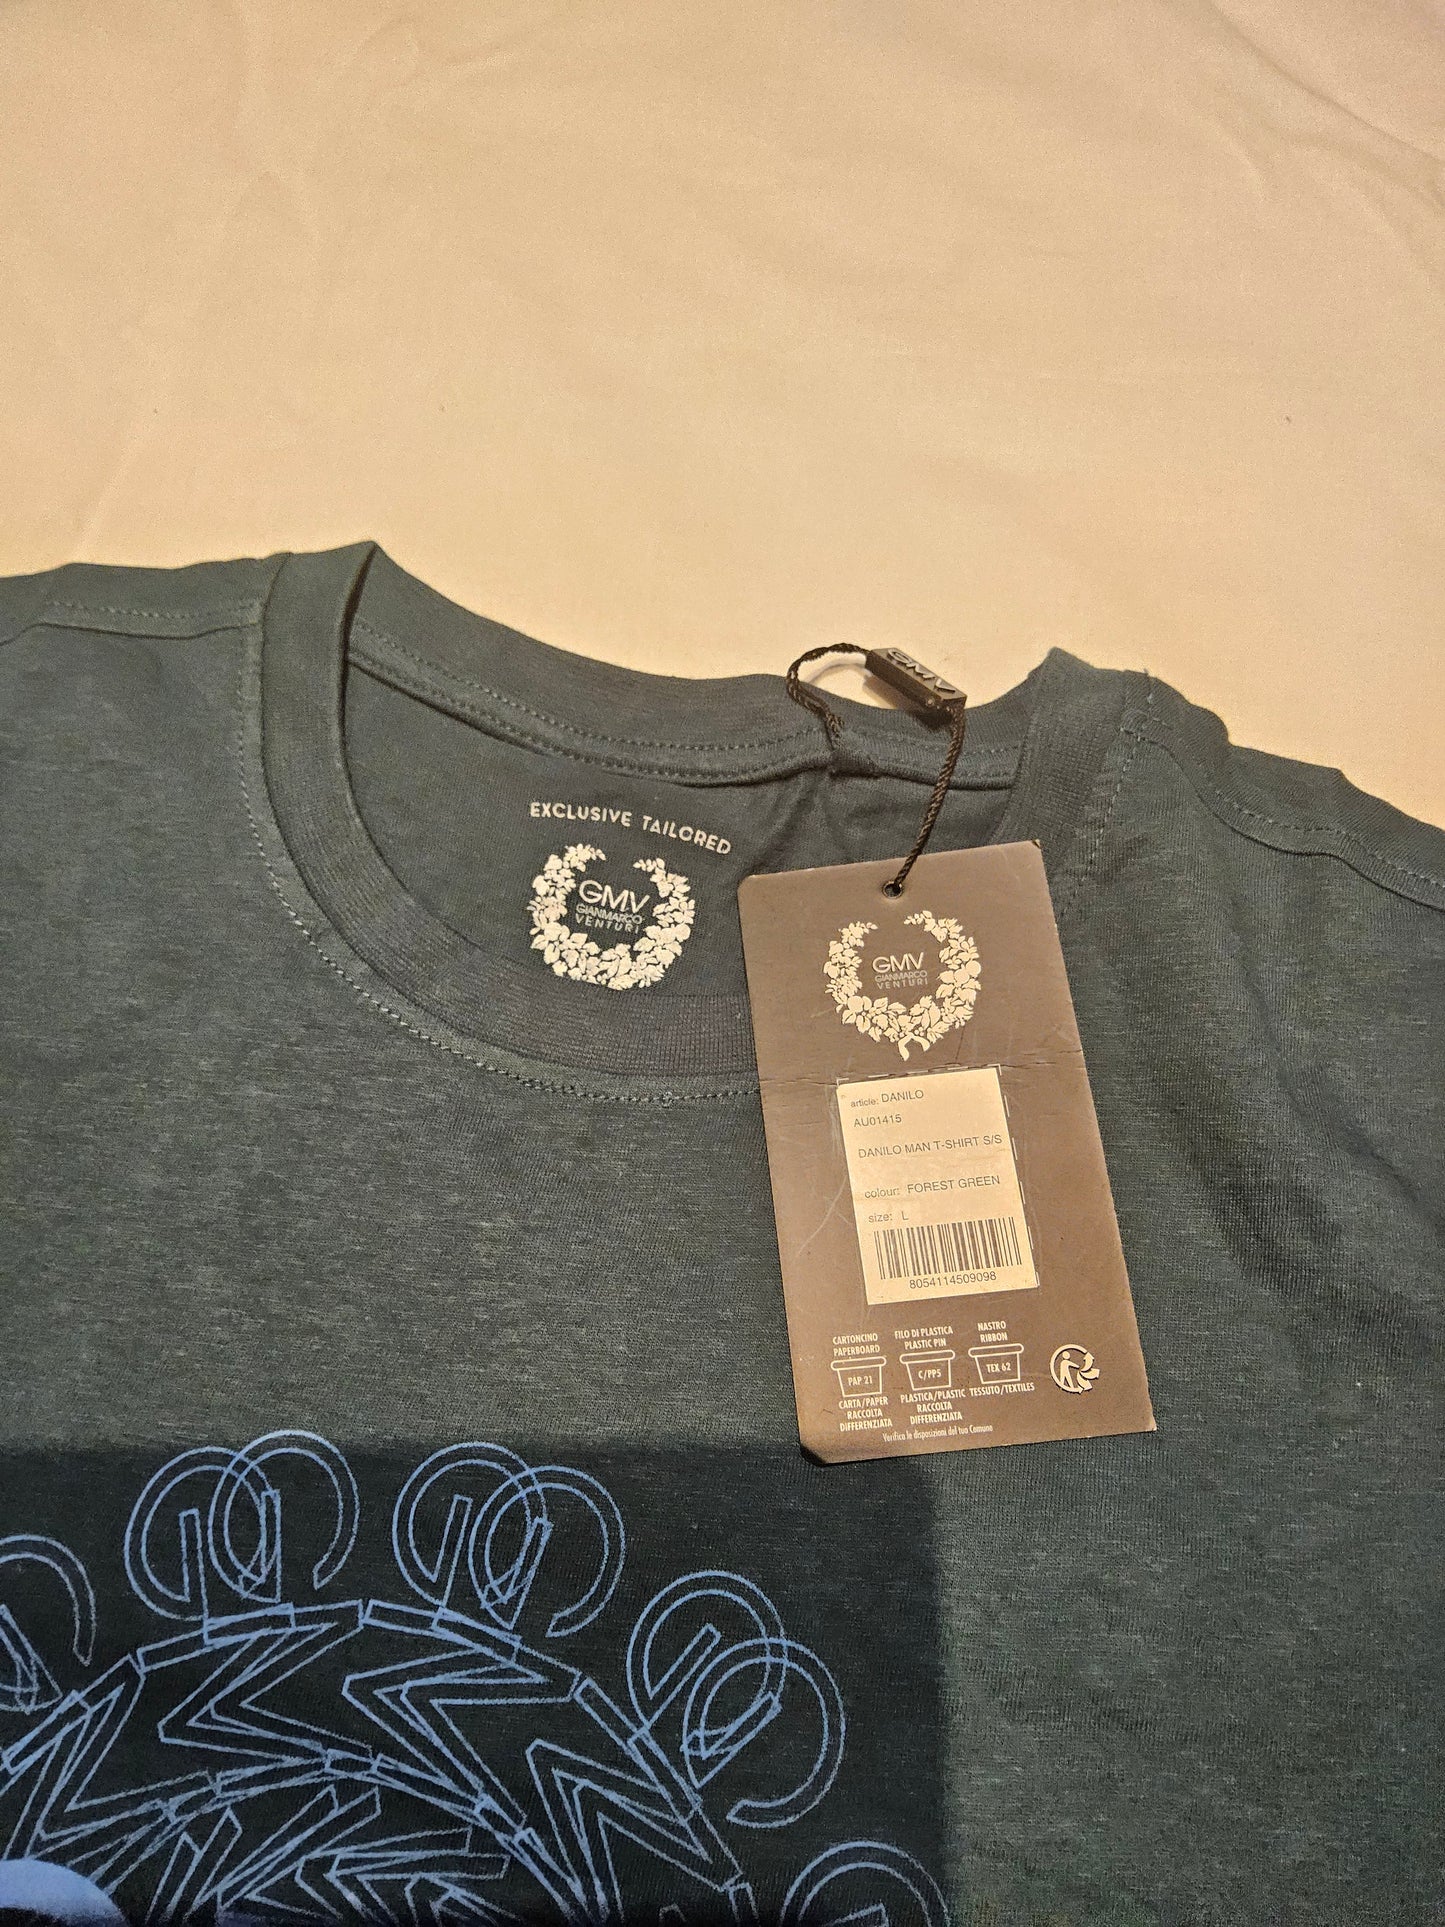 GMV
EXCLUSIVE TAILORED
GMV
GIANMARCO
VENTURI
GMV
GIANMARCO
VENTURI
article: DANILO
AU01415
DANILO MAN T-SHIRT S/S
colour: FOREST GREEN
size: L
8054114509098
CARTONCINO
PAPERBOARD
PAP 21
CARTA/PAPER
RACCOLTA
DIFFERENZIATA
FILO DI PLASTICA
PLASTIC PIN
C/PP5
PLASTICA/PLASTIC
RACCOLTA
DIFFERENZIATA
NASTRO
RIBBON
TEX 62
TESSUTO/TEXTILES
Verifica le disposizioni del tuo Comune